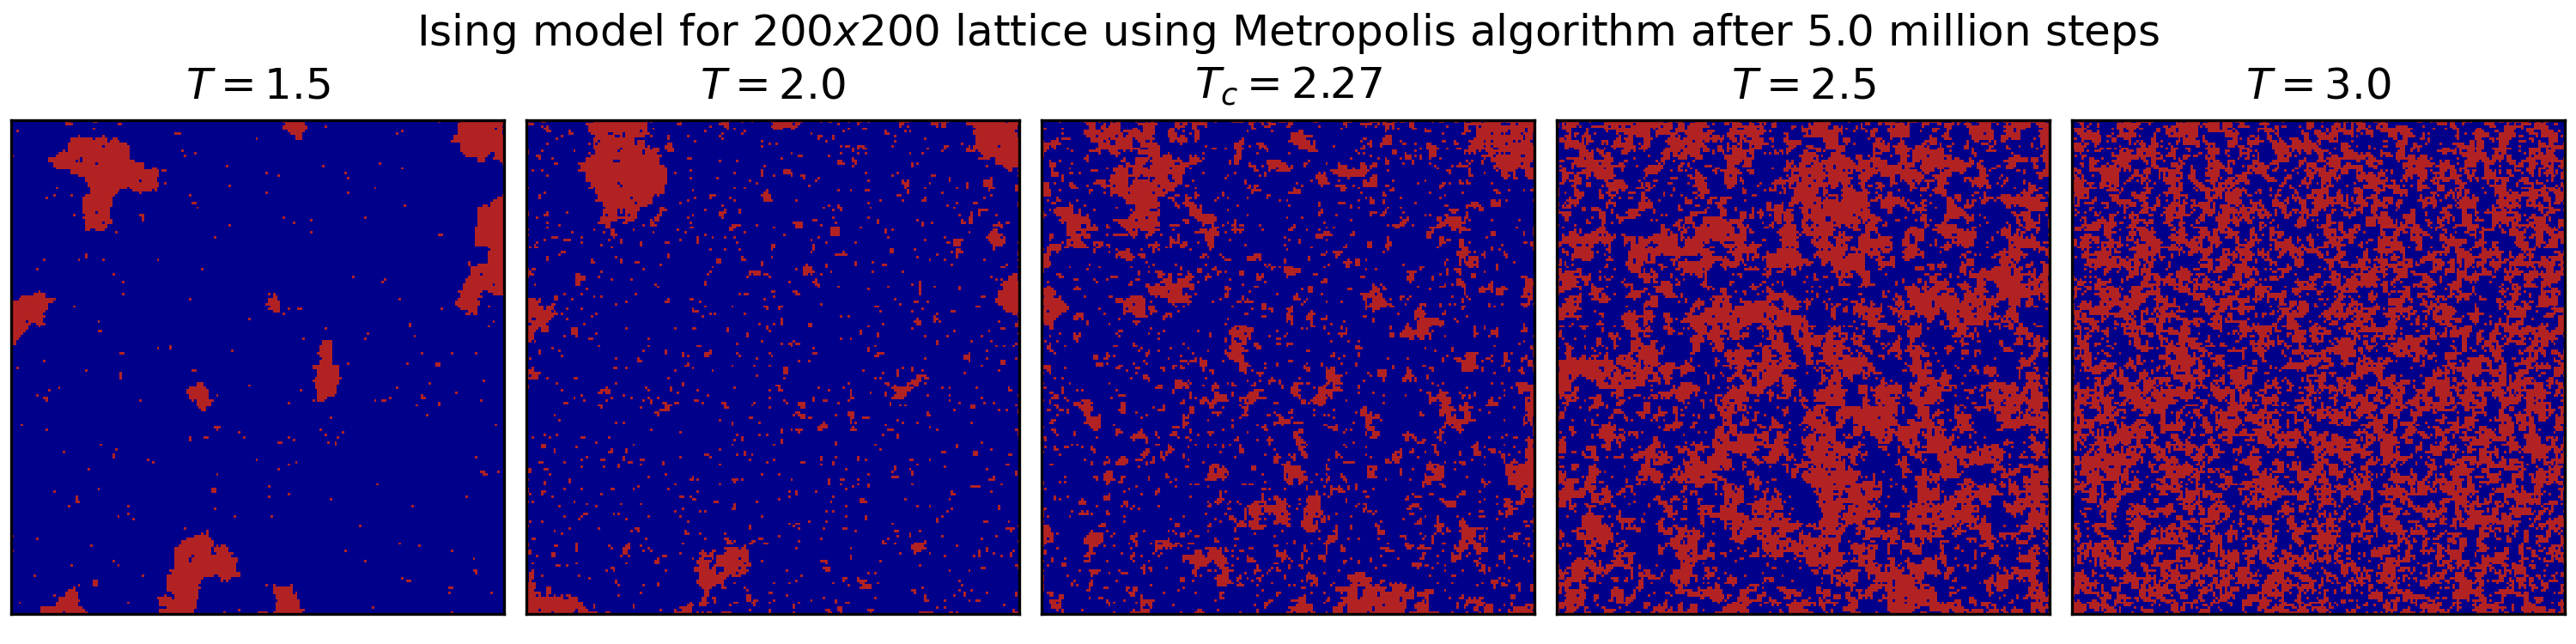 Ising model for 200x200 lattice using Metropolis algorithm after 5.0 million steps
T = 1.5
T = 2.0
T_c = 2.27
T = 2.5
T = 3.0